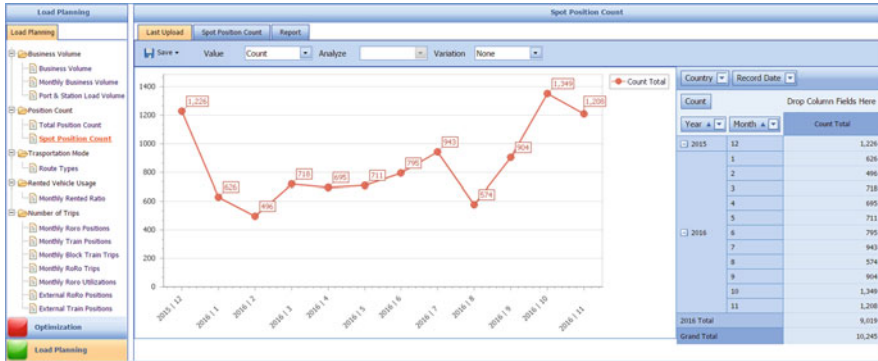 Load Planning
Spot Position Count
Load Planning
Business Volume
Business Volume
Monthly Business Volume
Port & Station Load Volume
Position Count
Total Position Count
Spot Position Count
Trasportation Mode
Route Types
Rented Vehicle Usage
Monthly Rented Ratio
Number of Trips
Monthly Roro Positions
Monthly Train Positions
Monthly Block Train Trips
Monthly RoRo Trips
Monthly Roro Utilizations
External RoRo Positions
External Train Positions
Optimization
Load Planning
Last Upload Spot Position Count Report
Save Value Count Analyze Variation None
1400
1200
1000
800
600
400
200
0
1,226
626
496
718
695
711
795
943
574
904
1,349
1,208
Count Total
2015 | 12
2016 | 1
2016 | 2
2016 | 3
2016 | 4
2016 | 5
2016 | 6
2016 | 7
2016 | 8
2016 | 9
2016 | 10
2016 | 11
Country Record Date
Count Drop Column Fields Here
Year Month Count Total
2015 12 1,226
1 626
2 496
3 718
4 695
5 711
2016 6 795
7 943
8 574
9 904
10 1,349
11 1,208
2016 Total 9,019
Grand Total 10,245